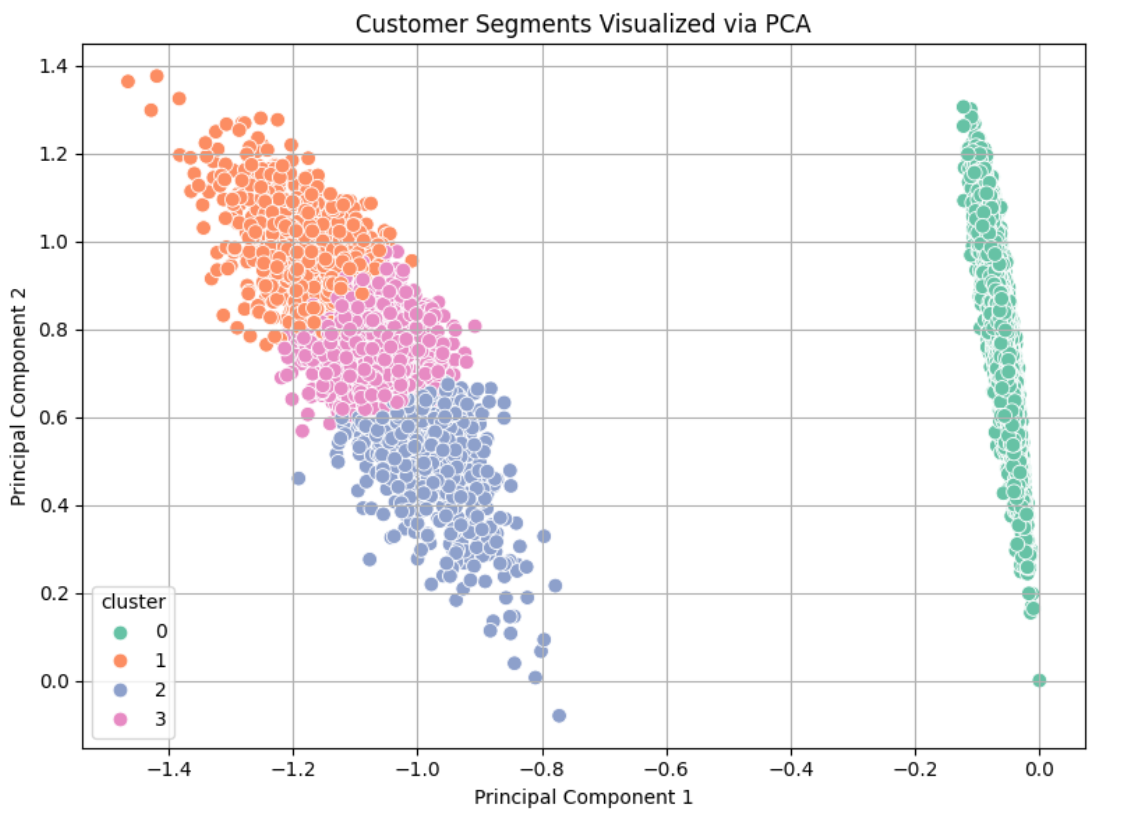 Customer Segments Visualized via PCA
Principal Component 2
1.4
1.2
1.0
0.8
0.6
0.4
0.2
0.0
cluster
0
1
2
3
−1.4 −1.2 −1.0 −0.8 −0.6 −0.4 −0.2 0.0
Principal Component 1